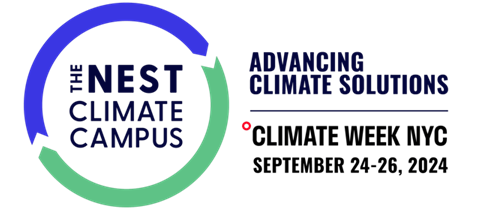 THE NEST
CLIMATE
CAMPUS
ADVANCING
CLIMATE SOLUTIONS
°CLIMATE WEEK NYC
SEPTEMBER 24-26, 2024